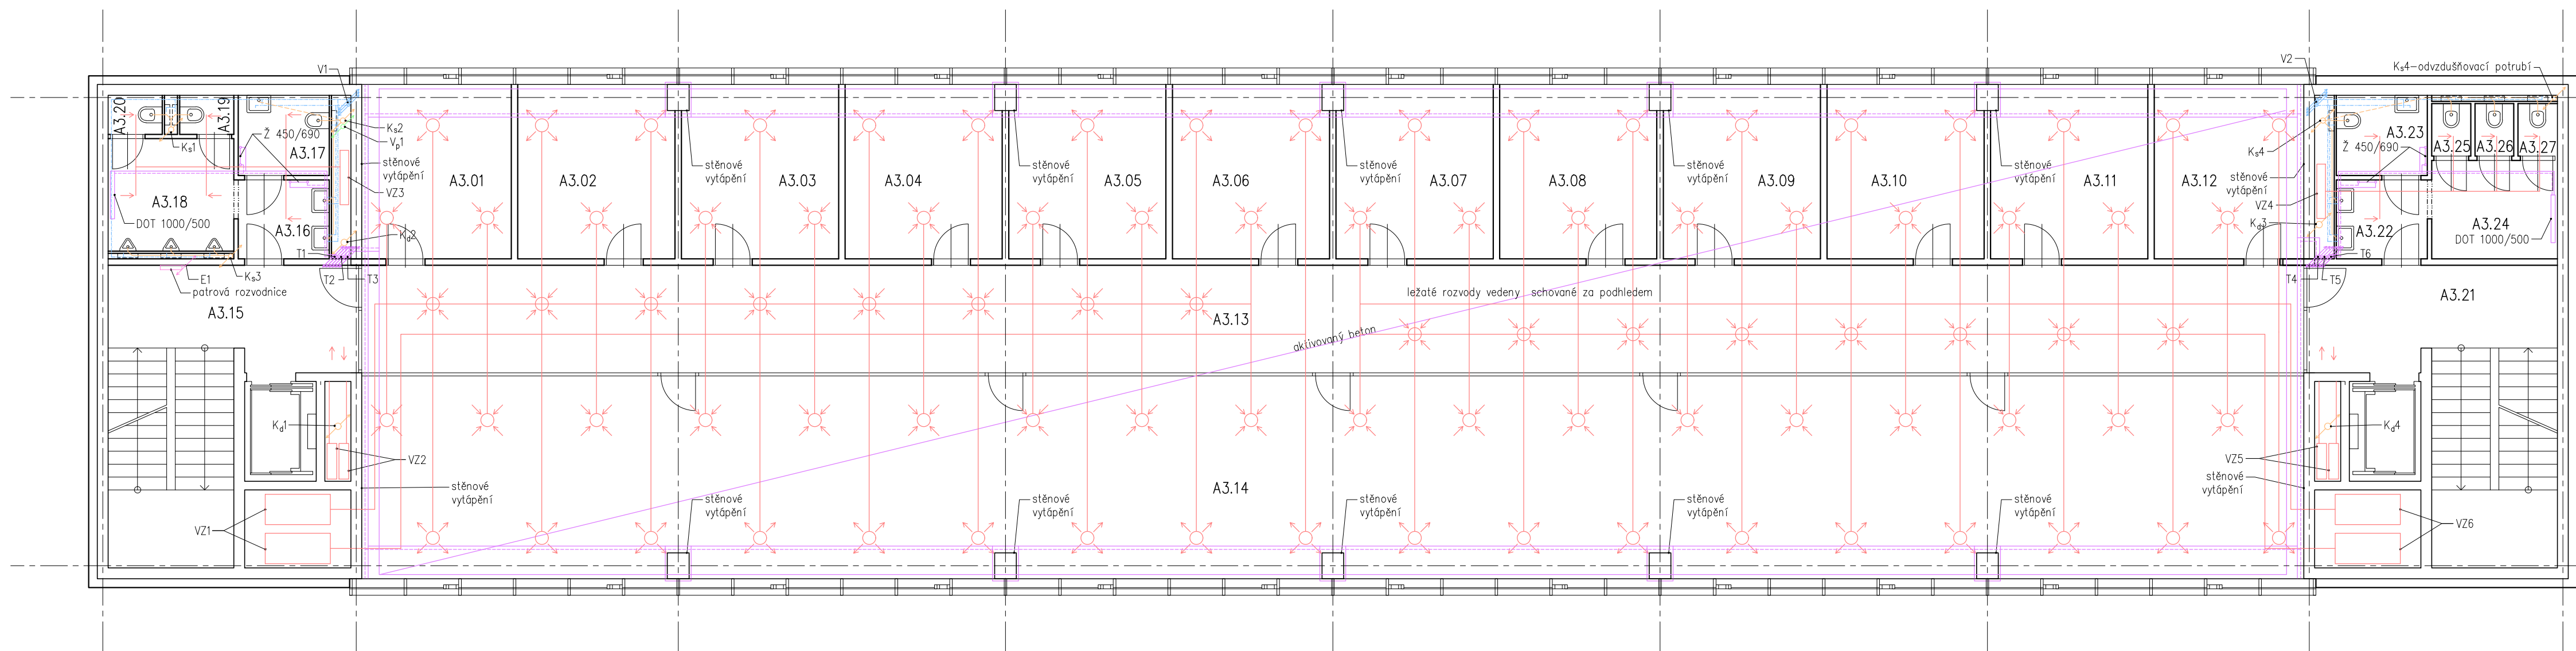 V1
V2
Ks4-odvzdušňovací potrubí
A3.20
A3.19
Ks1
Ž 450/690
A3.17
Ks2
Vp1
stěnové
vytápění
VZ3
A3.18
DOT 1000/500
A3.16
Kd2
T1
T2
T3
Ks3
E1
patrová rozvodnice
A3.15
A3.01
A3.02
stěnové
vytápění
A3.03
A3.04
stěnové
vytápění
A3.05
A3.06
stěnové
vytápění
A3.07
A3.08
stěnové
vytápění
A3.09
A3.10
stěnové
vytápění
A3.11
A3.12
Ks4
stěnové
vytápění
VZ4
Kd3
A3.23
Ž 450/690
A3.25
A3.26
A3.27
A3.22
A3.24
DOT 1000/500
T6
T4
T5
A3.21
ležaté rozvody vedeny schované za podhledem
A3.13
aktivovaný beton
Kd1
VZ2
VZ1
stěnové
vytápění
stěnové
vytápění
stěnové
vytápění
A3.14
stěnové
vytápění
stěnové
vytápění
stěnové
vytápění
Kd4
VZ5
stěnové
vytápění
VZ6